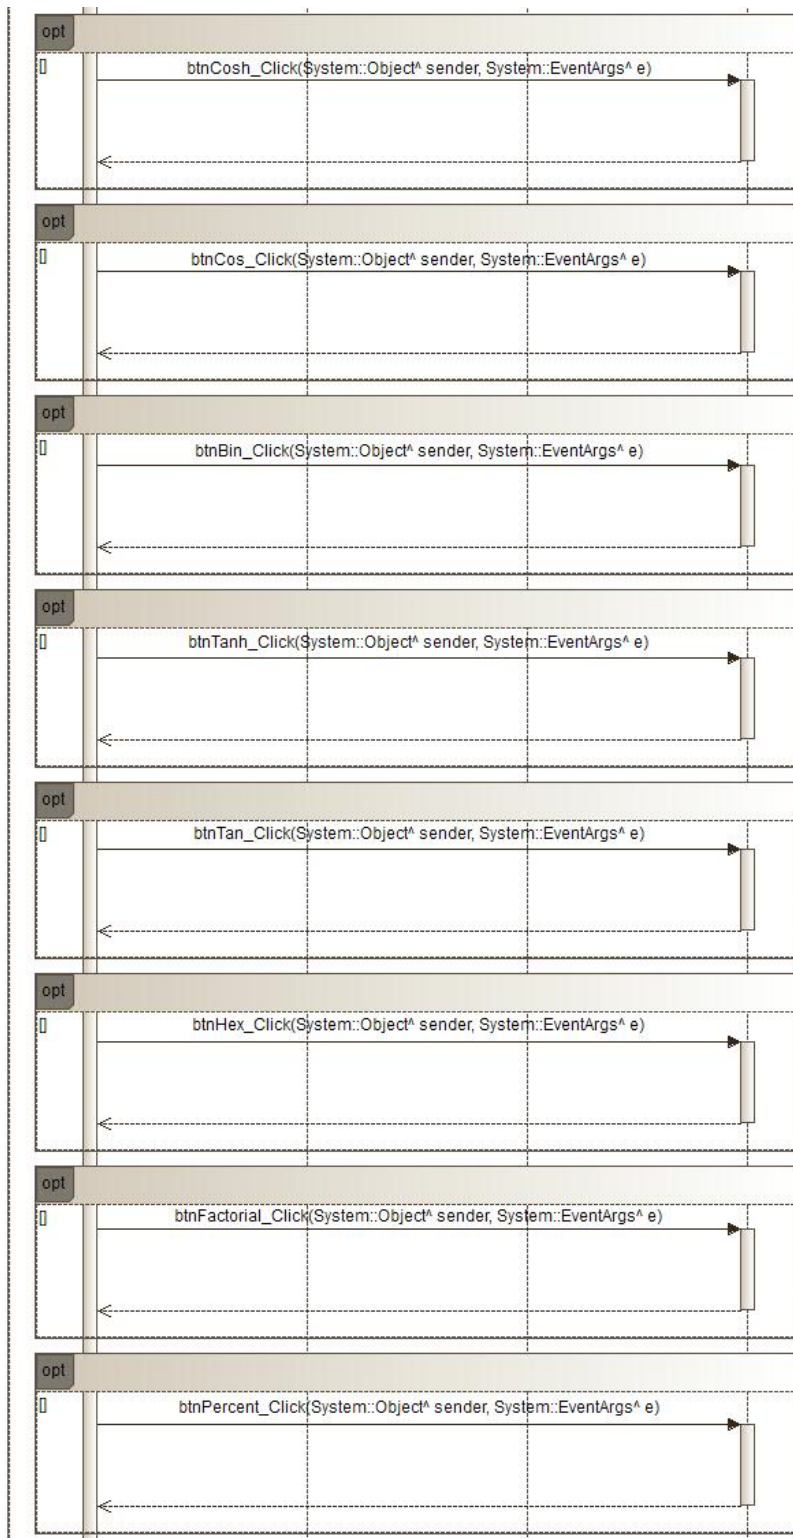 opt
[]
btnCosh_Click(System::Object^ sender, System::EventArgs^ e)
opt
[]
btnCos_Click(System::Object^ sender, System::EventArgs^ e)
opt
[]
btnBin_Click(System::Object^ sender, System::EventArgs^ e)
opt
[]
btnTanh_Click(System::Object^ sender, System::EventArgs^ e)
opt
[]
btnTan_Click(System::Object^ sender, System::EventArgs^ e)
opt
[]
btnHex_Click(System::Object^ sender, System::EventArgs^ e)
opt
[]
btnFactorial_Click(System::Object^ sender, System::EventArgs^ e)
opt
[]
btnPercent_Click(System::Object^ sender, System::EventArgs^ e)